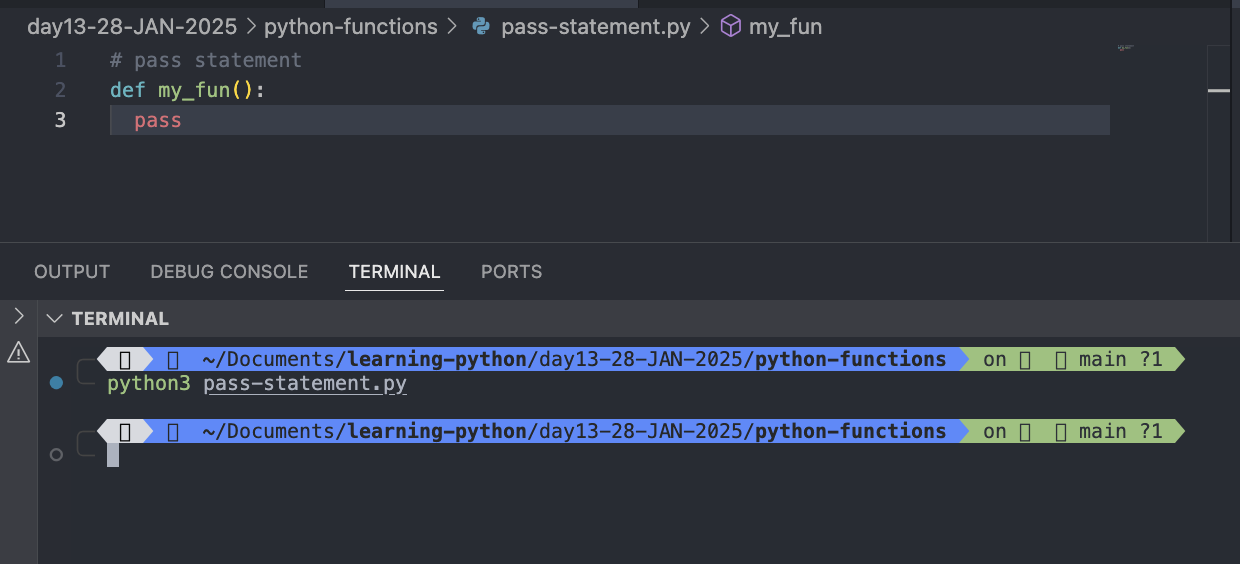 day13-28-JAN-2025 > python-functions > pass-statement.py > my_fun
1 # pass statement
2 def my_fun():
3 pass
OUTPUT DEBUG CONSOLE TERMINAL PORTS
TERMINAL
~/Documents/learning-python/day13-28-JAN-2025/python-functions on main ?1
python3 pass-statement.py
~/Documents/learning-python/day13-28-JAN-2025/python-functions on main ?1